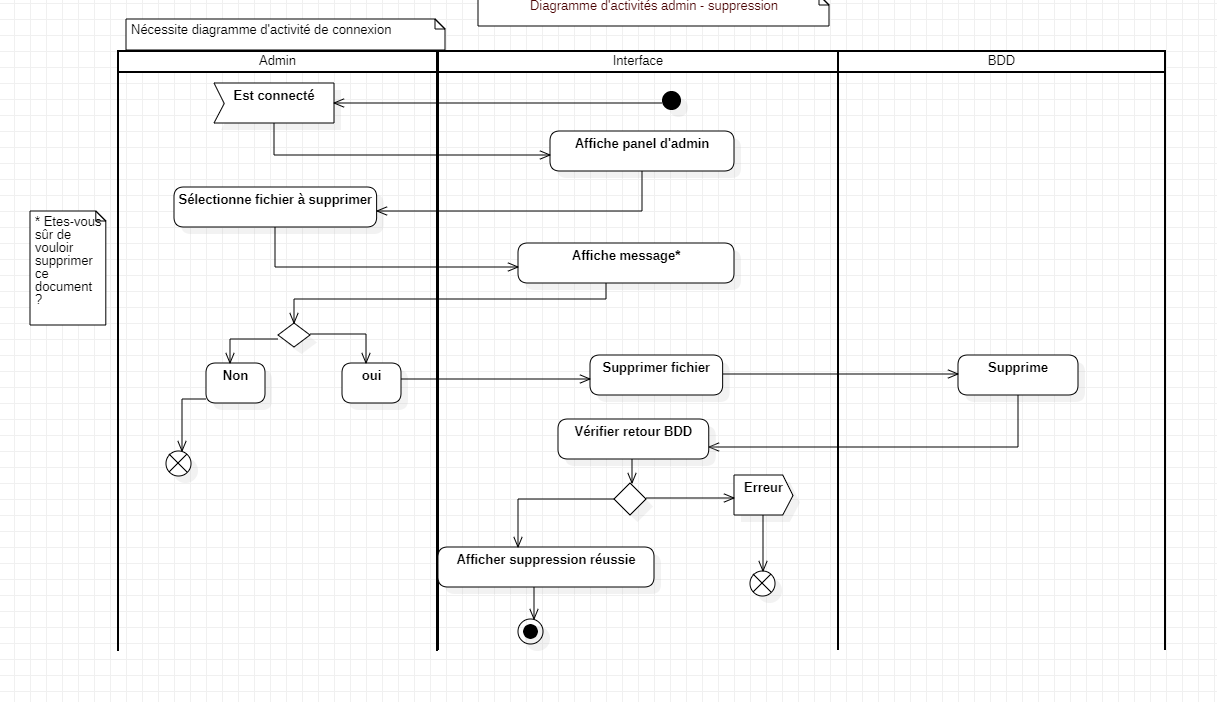 Diagramme d'activités admin - suppression
Nécessite diagramme d'activité de connexion
Admin
Interface
BDD
Est connecté
Affiche panel d'admin
Sélectionne fichier à supprimer
* Etes-vous
sûr de
vouloir
supprimer
ce
document
?
Affiche message*
Non
oui
Supprimer fichier
Supprime
Vérifier retour BDD
Erreur
Afficher suppression réussie